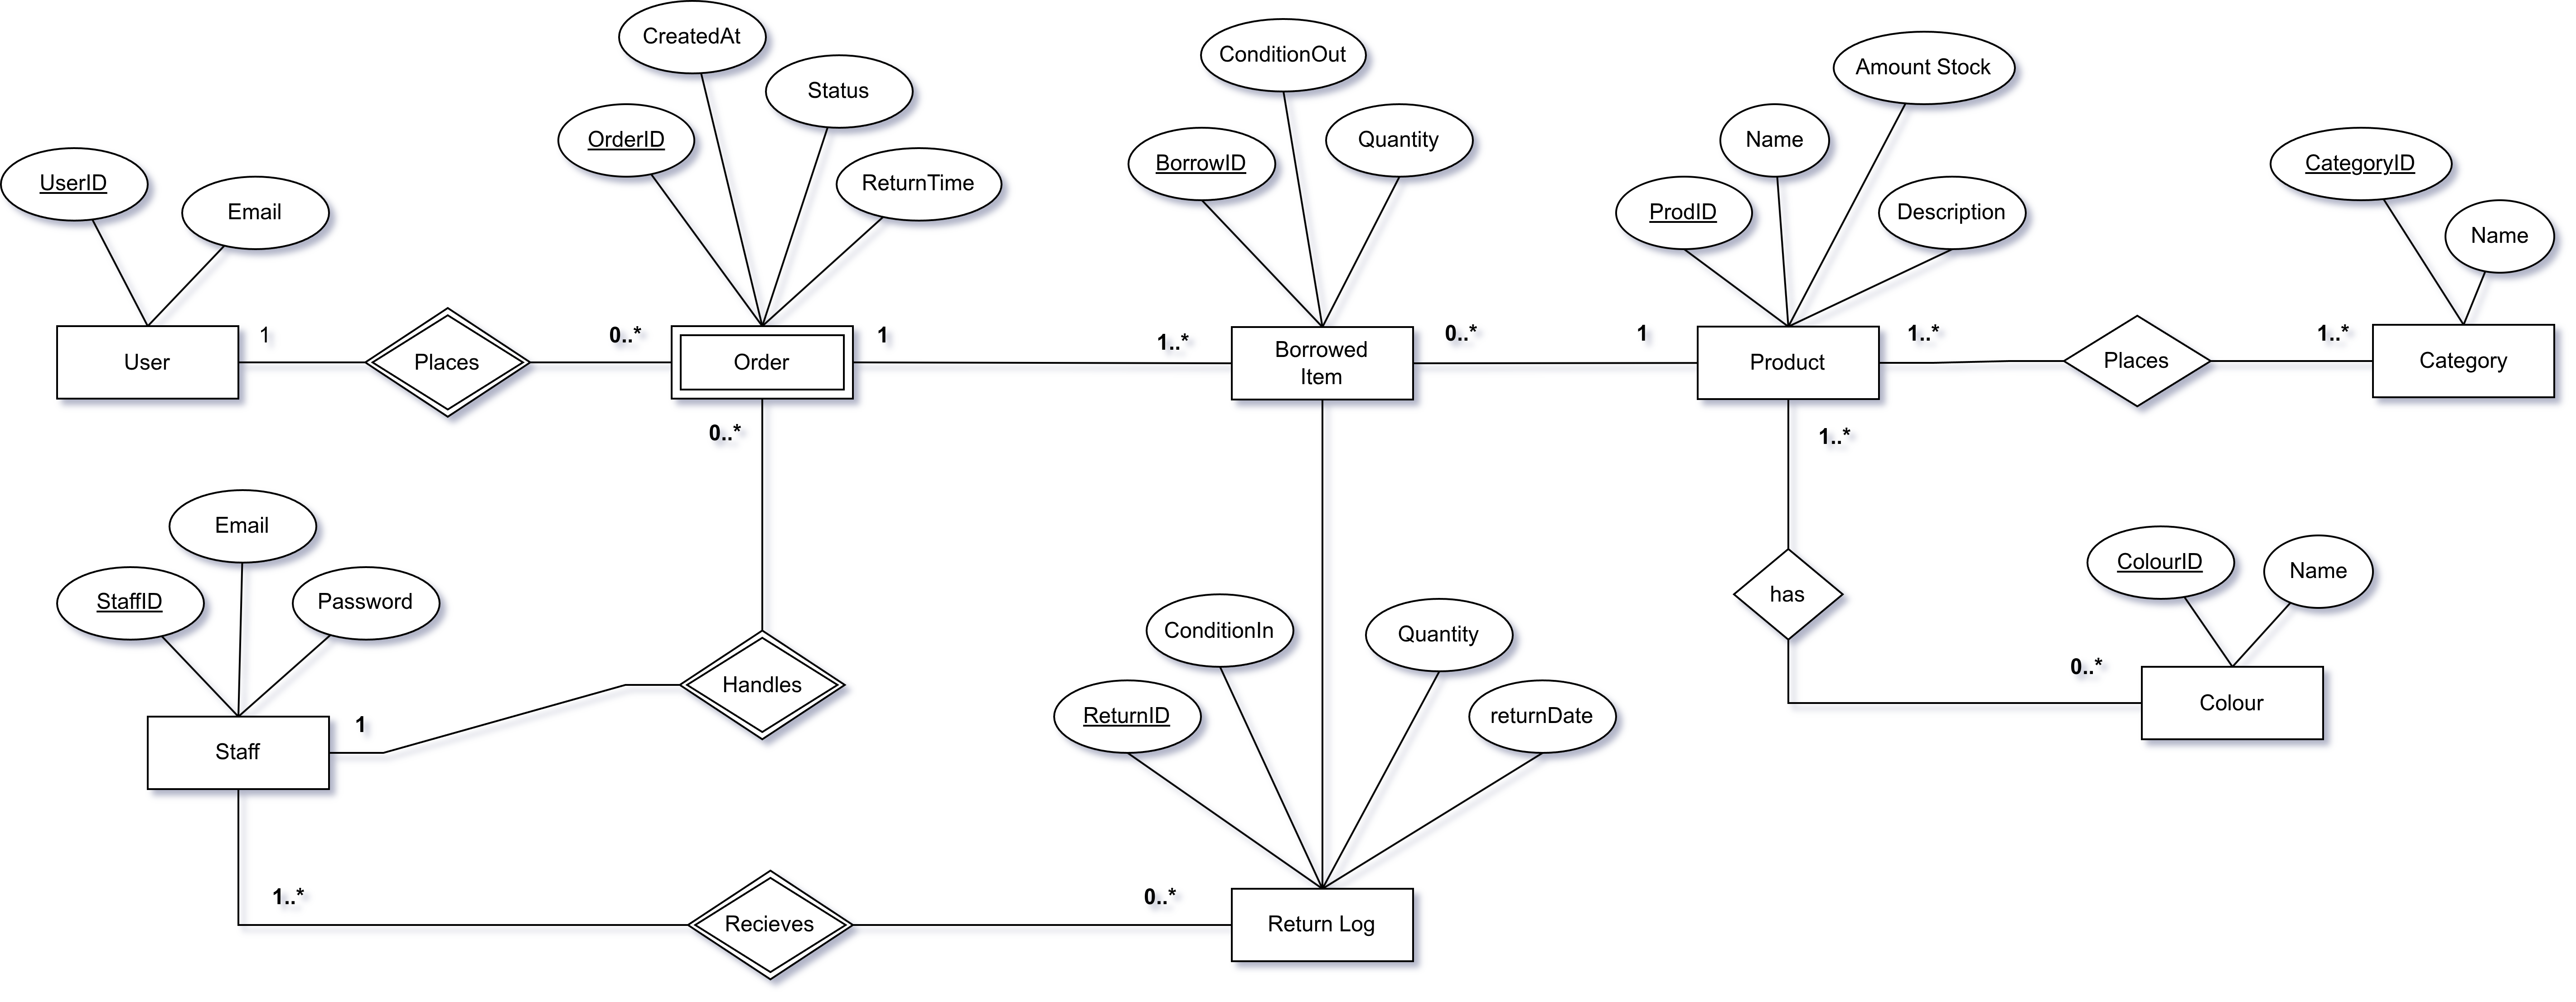 CreatedAt
ConditionOut
Amount Stock
Status
OrderID
Quantity
Name
BorrowID
CategoryID
UserID
ReturnTime
Email
ProdID
Description
Name
1
0..*
1
1..*
0..*
1
1..*
1..*
User
Places
Order
Borrowed
Item
Product
Places
Category
0..*
1..*
Email
StaffID
Password
ColourID
Name
has
ConditionIn
Quantity
0..*
Handles
Colour
ReturnID
returnDate
1
Staff
1..*
0..*
Recieves
Return Log